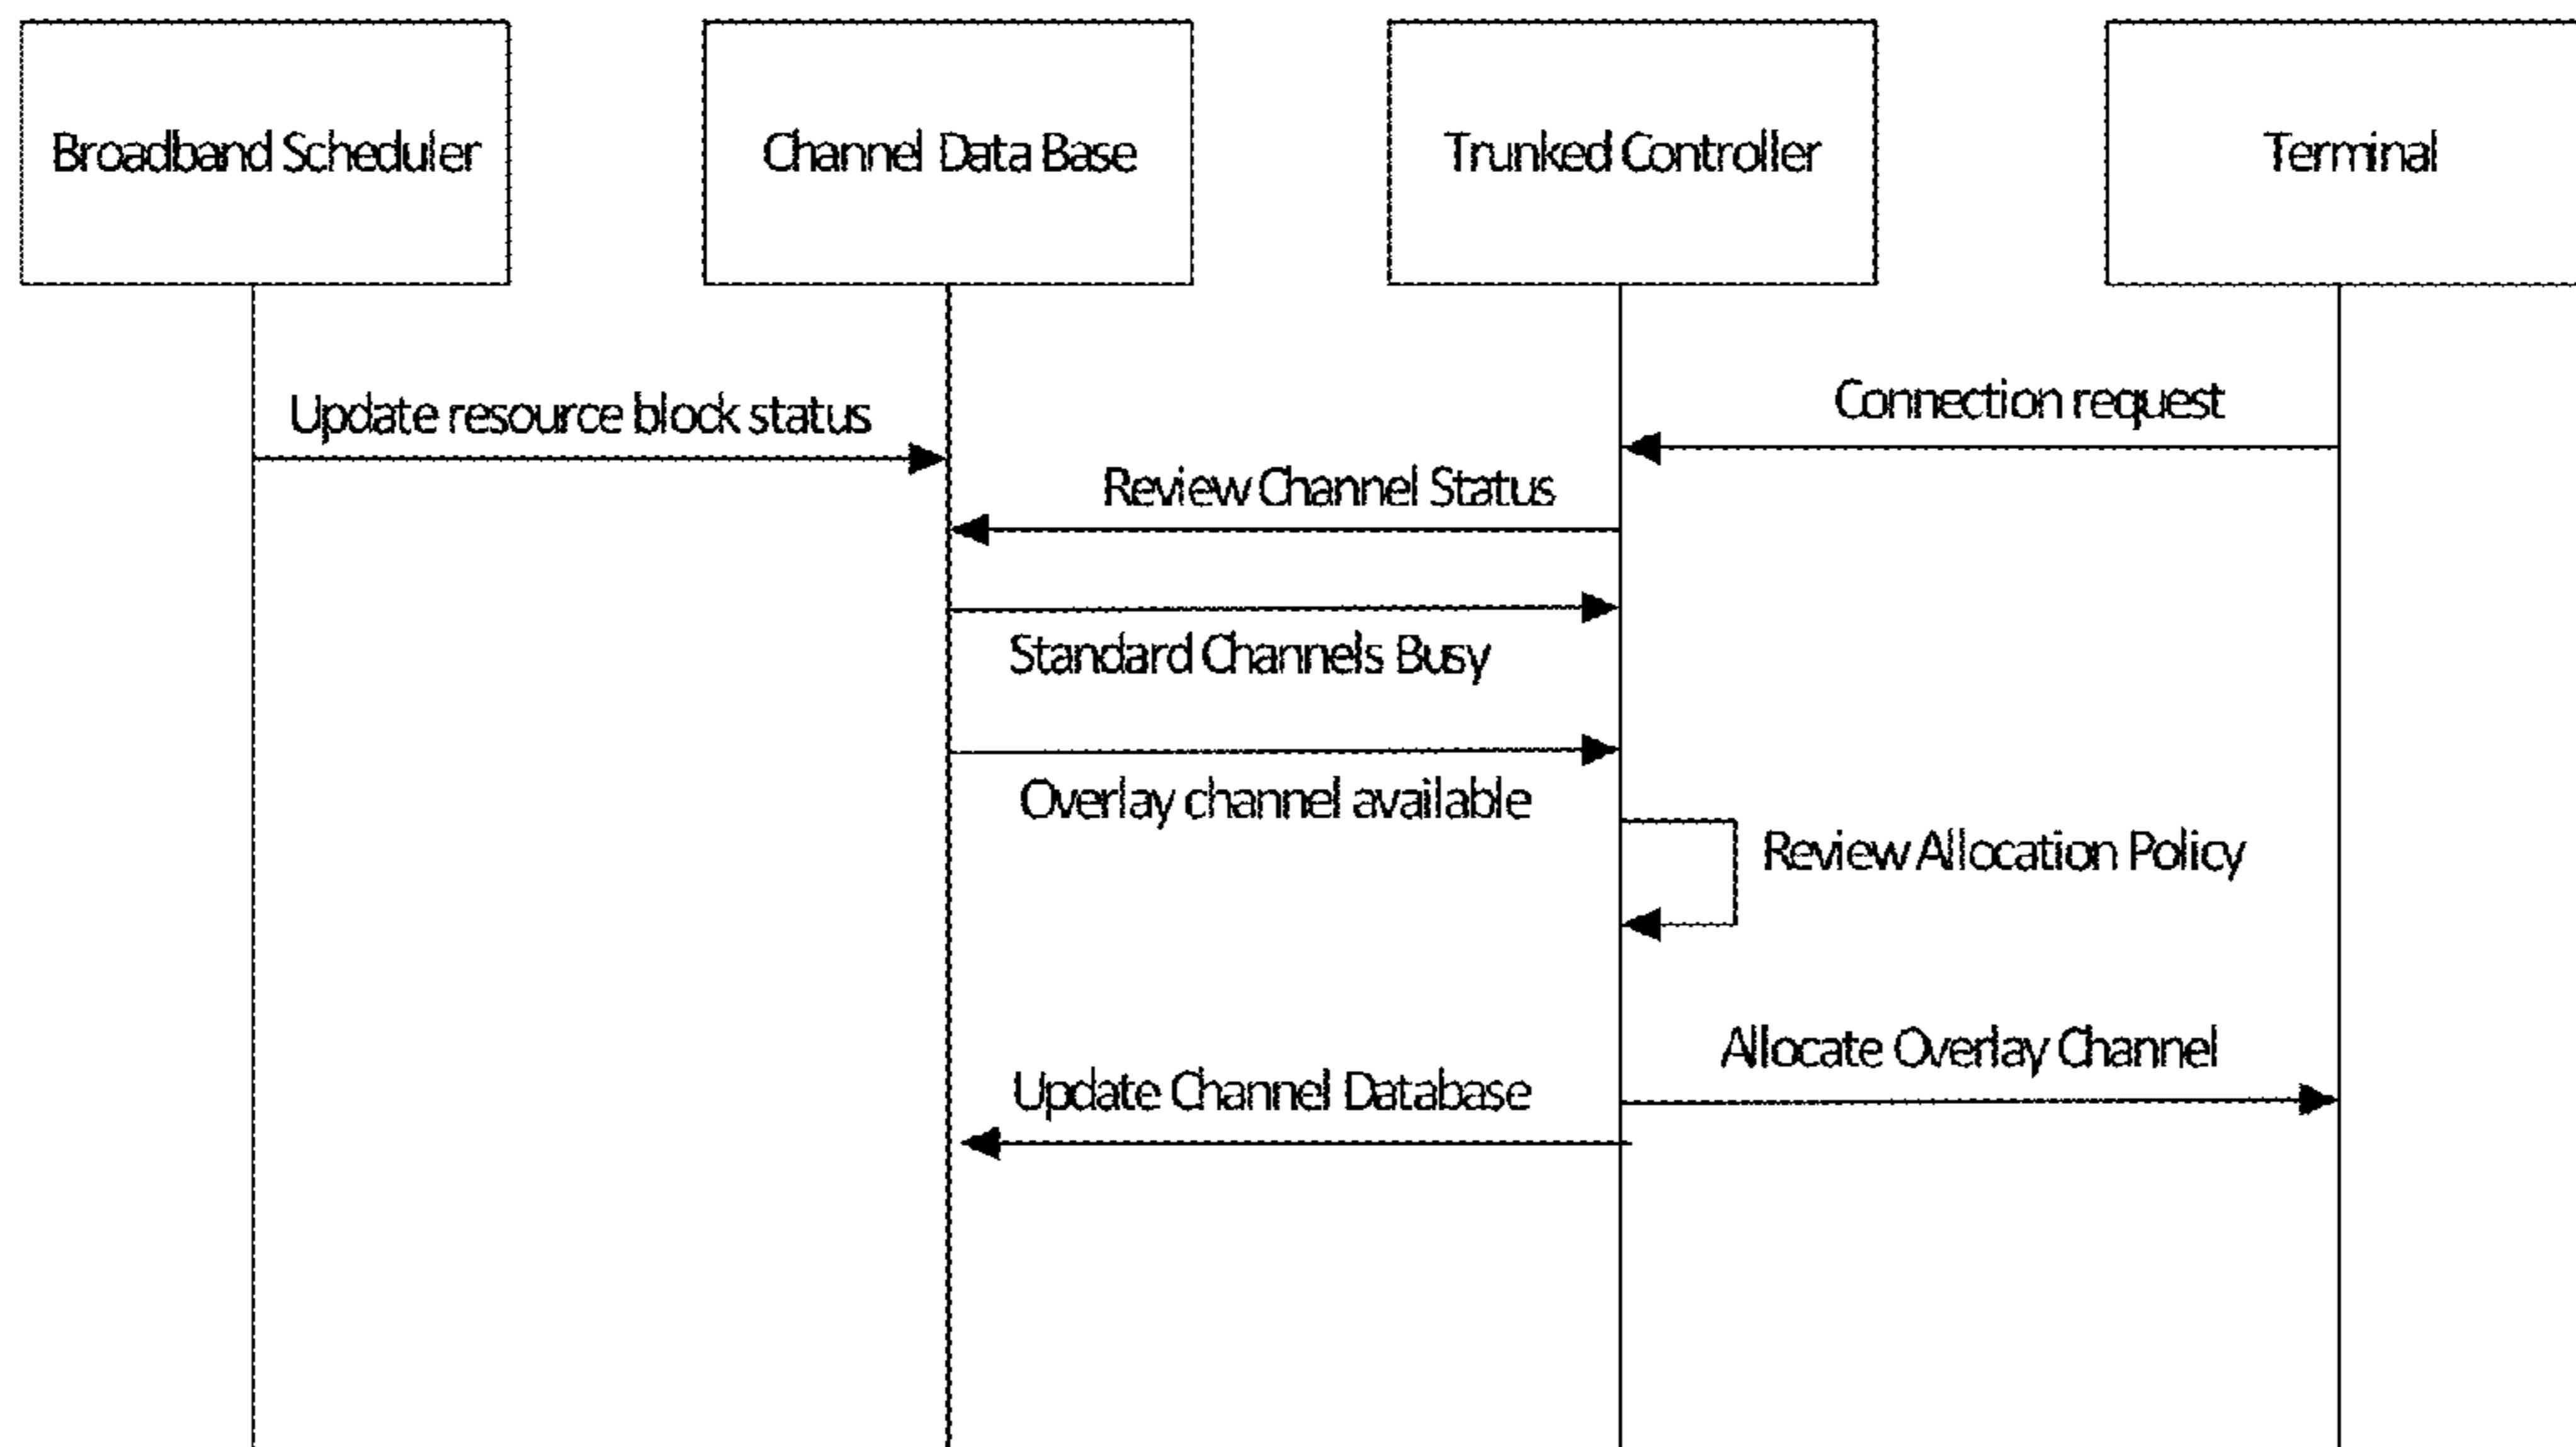 Broadband Scheduler
Channel Data Base
Trunked Controller
Terminal
Update resource block status
Connection request
Review Channel Status
Standard Channels Busy
Overlay channel available
Review Allocation Policy
Allocate Overlay Channel
Update Channel Database